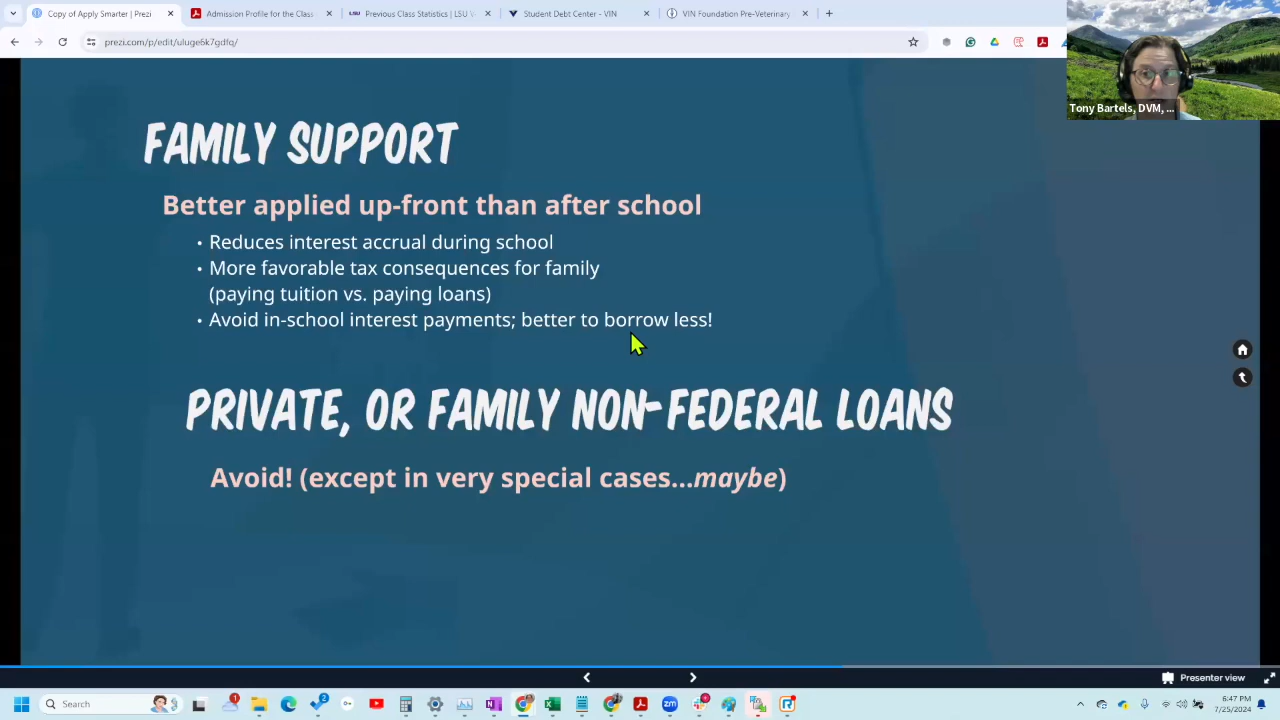 Copy of Apply Smarter | Prezi
Admission Profile for the Class
LSU Previous Class Statistics | LSU V
Student Debt Center - VIN
VIN Foundation Pre-Veterinary
prezi.com/p/edit/uluge6k7gdfq/
Tony Bartels, DVM, ...
FAMILY SUPPORT
Better applied up-front than after school
• Reduces interest accrual during school
• More favorable tax consequences for family
(paying tuition vs. paying loans)
• Avoid in-school interest payments; better to borrow less!
PRIVATE, OR FAMILY NON-FEDERAL LOANS
Avoid! (except in very special cases...maybe)
Presenter view
Search
6:47 PM
7/25/2024